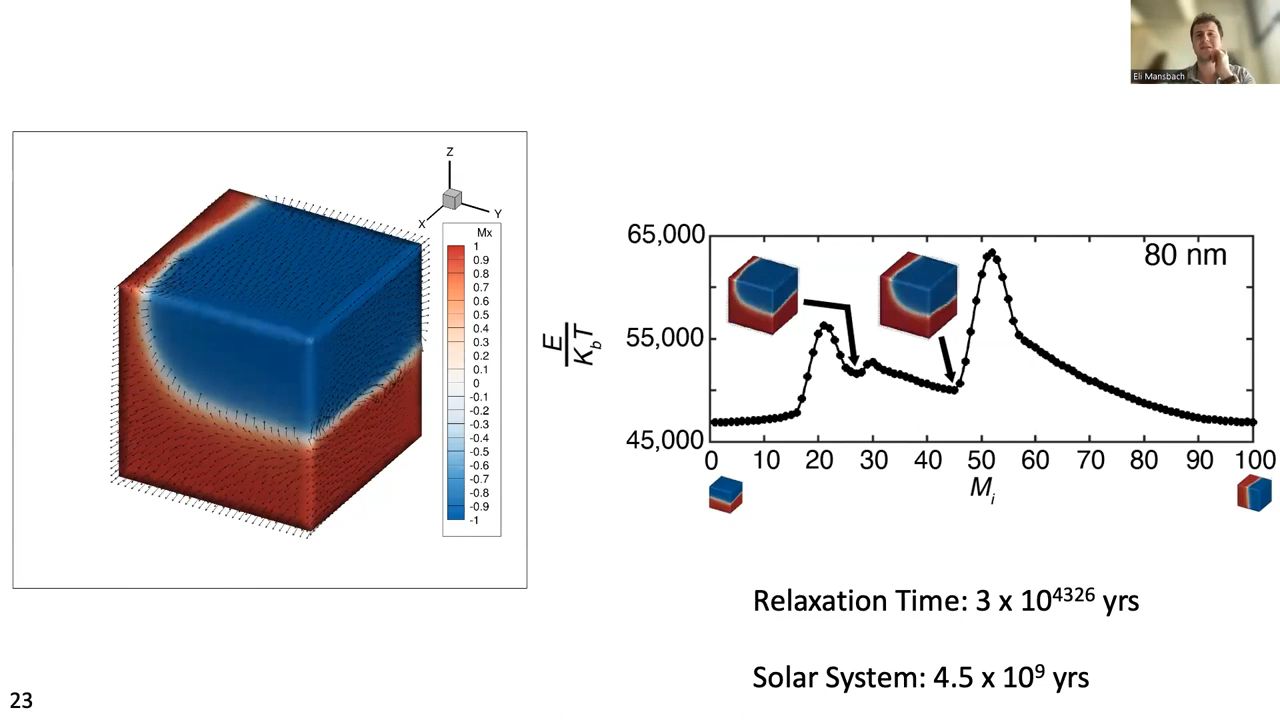 Eli Mansbach
Z
X
Y
Mx
1
0.9
0.8
0.7
0.6
0.5
0.4
0.3
0.2
0.1
0
-0.1
-0.2
-0.3
-0.4
-0.5
-0.6
-0.7
-0.8
-0.9
-1
E
K_bT
65,000
55,000
45,000
80 nm
0 10 20 30 40 50 60 70 80 90 100
M_i
Relaxation Time: 3 x 10⁴³²⁶ yrs
Solar System: 4.5 x 10⁹ yrs
23